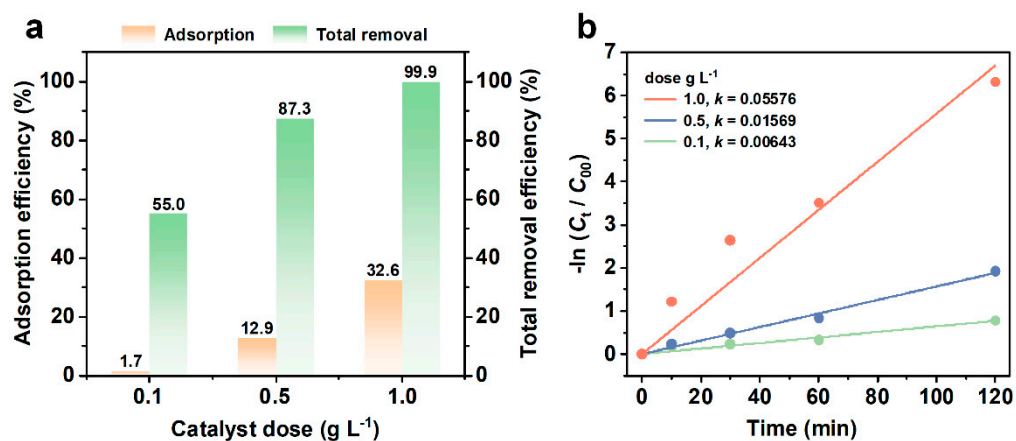 a
Adsorption Total removal
Adsorption efficiency (%)
100
80
60
40
20
0
1.7
55.0
12.9
87.3
32.6
99.9
100
80
60
40
20
0
Total removal efficiency (%)
0.1 0.5 1.0
Catalyst dose (g L⁻¹)
b
-ln (Cₜ / C₀₀)
7
6
5
4
3
2
1
0
dose g L⁻¹
1.0, k = 0.05576
0.5, k = 0.01569
0.1, k = 0.00643
0 20 40 60 80 100 120
Time (min)